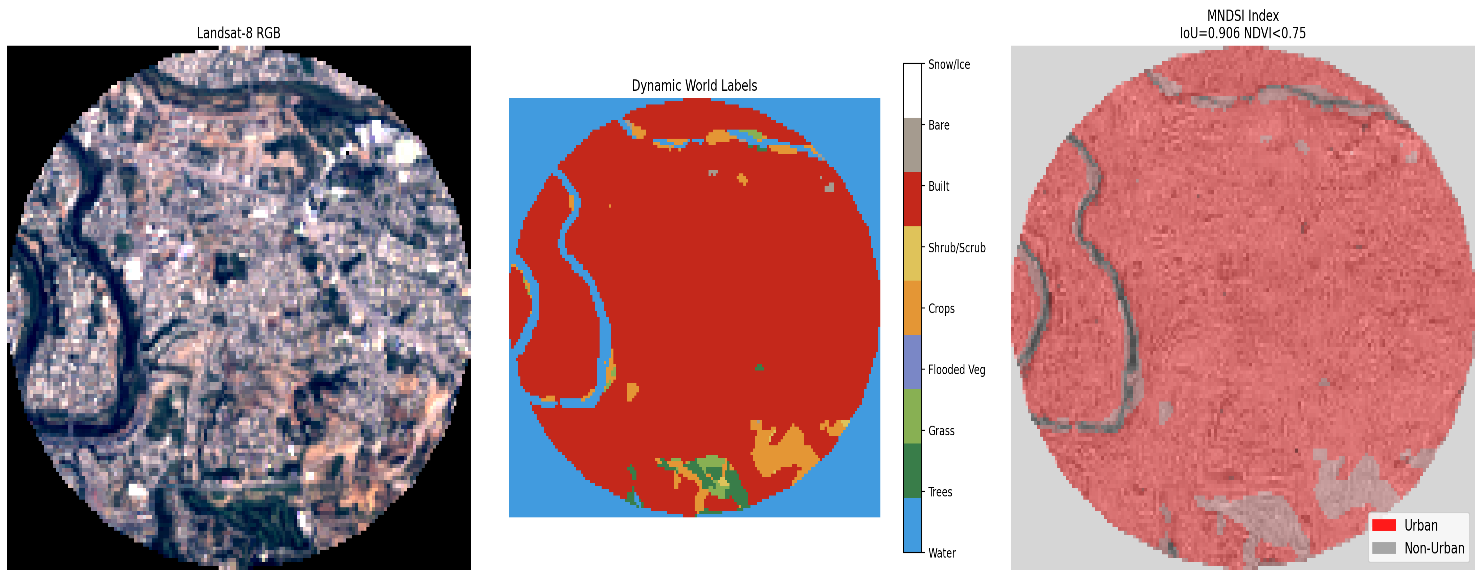 Landsat-8 RGB
Dynamic World Labels
Snow/Ice
Bare
Built
Shrub/Scrub
Crops
Flooded Veg
Grass
Trees
Water
MNDSI Index
IoU=0.906 NDVI<0.75
Urban
Non-Urban